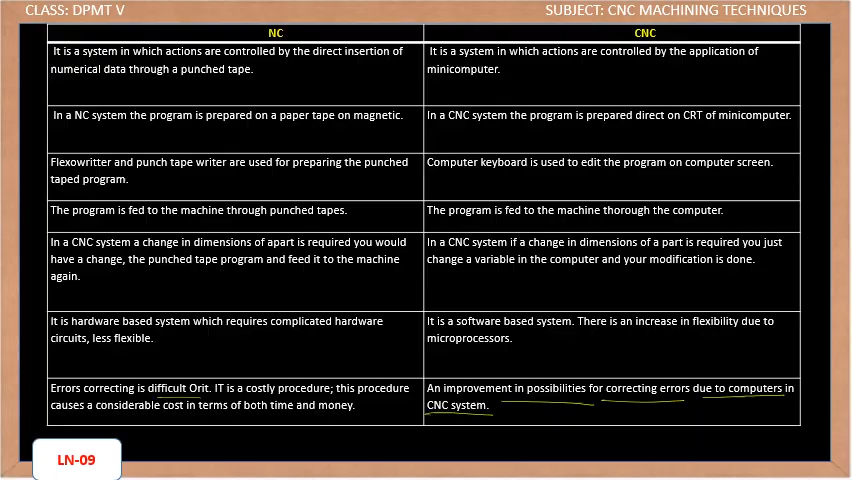 CLASS: DPMT V
SUBJECT: CNC MACHINING TECHNIQUES
NC
CNC
It is a system in which actions are controlled by the direct insertion of
numerical data through a punched tape.
It is a system in which actions are controlled by the application of
minicomputer.
In a NC system the program is prepared on a paper tape on magnetic.
In a CNC system the program is prepared direct on CRT of minicomputer.
Flexowritter and punch tape writer are used for preparing the punched
taped program.
Computer keyboard is used to edit the program on computer screen.
The program is fed to the machine through punched tapes.
The program is fed to the machine thorough the computer.
In a CNC system a change in dimensions of apart is required you would
have a change, the punched tape program and feed it to the machine
again.
In a CNC system if a change in dimensions of a part is required you just
change a variable in the computer and your modification is done.
It is hardware based system which requires complicated hardware
circuits, less flexible.
It is a software based system. There is an increase in flexibility due to
microprocessors.
Errors correcting is difficult Orit. IT is a costly procedure; this procedure
causes a considerable cost in terms of both time and money.
An improvement in possibilities for correcting errors due to computers in
CNC system.
LN-09